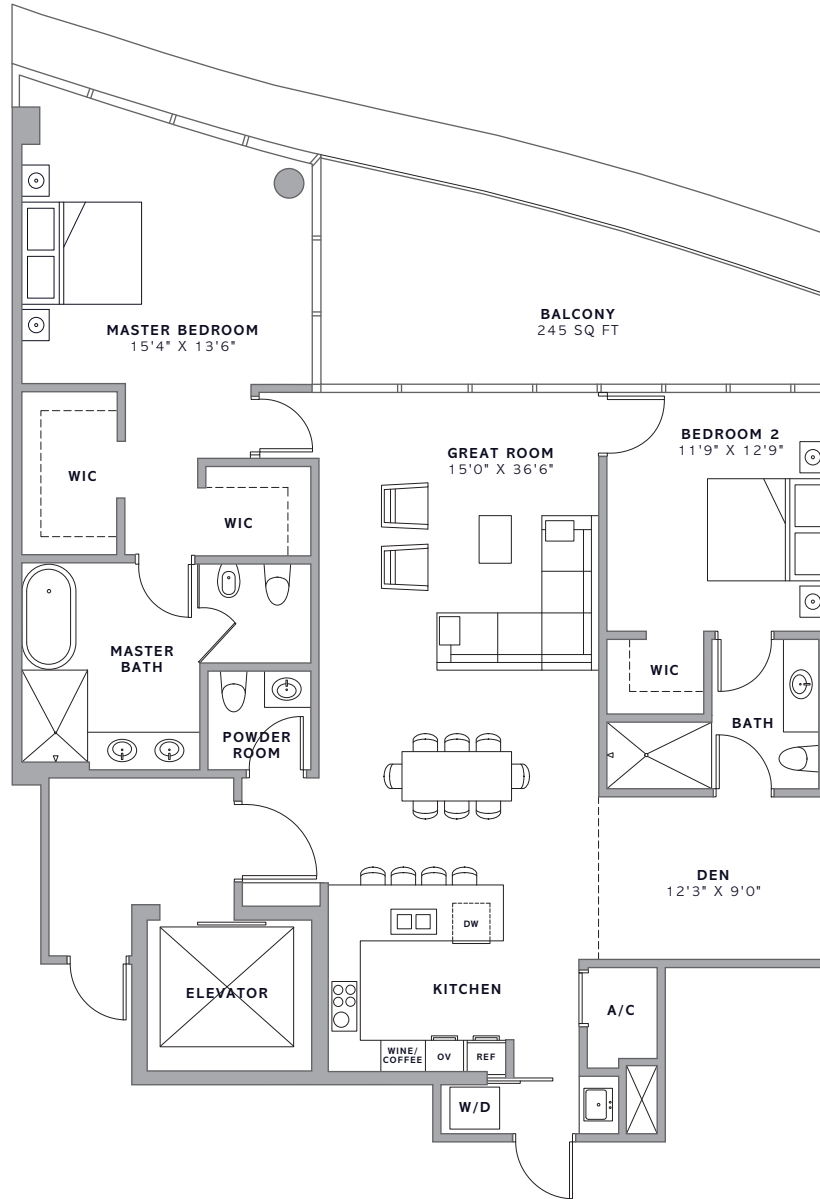 MASTER BEDROOM
15'4" X 13'6"
BALCONY
245 SQ FT
BEDROOM 2
11'9" X 12'9"
GREAT ROOM
15'0" X 36'6"
WIC
WIC
MASTER
BATH
WIC
POWDER
ROOM
BATH
DEN
12'3" X 9'0"
DW
ELEVATOR
KITCHEN
A/C
WINE/
COFFEE
OV
REF
W/D